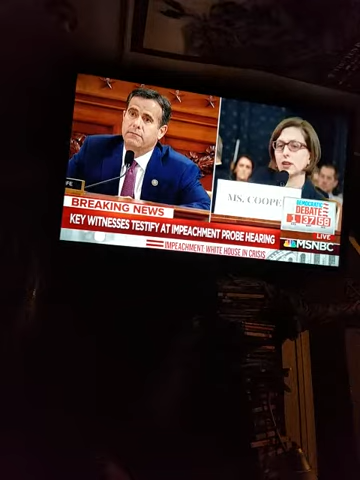 MS. COOPE
DEMOCRATIC
DEBATE
BREAKING NEWS
KEY WITNESSES TESTIFY AT IMPEACHMENT PROBE HEARING
LIVE
MSNBC
IMPEACHMENT: WHITE HOUSE IN CRISIS